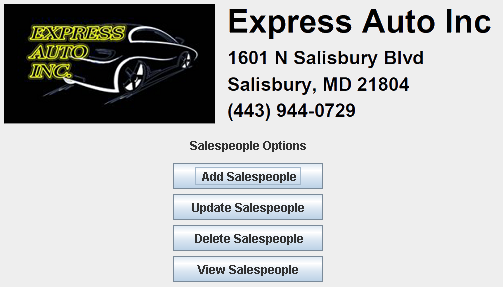 EXPRESS
AUTO
INC.
Express Auto Inc
1601 N Salisbury Blvd
Salisbury, MD 21804
(443) 944-0729
Salespeople Options
Add Salespeople
Update Salespeople
Delete Salespeople
View Salespeople